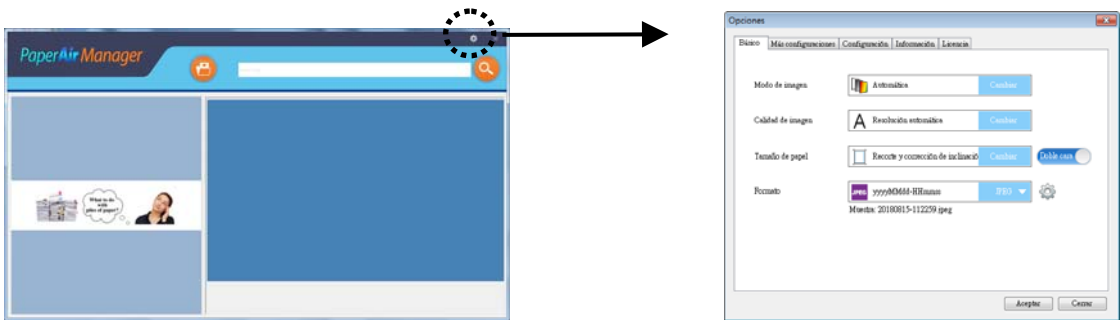 PaperAir Manager
What to do
with
piles of paper?
Opciones
Básico Más configuraciones Configuración Información Licencia
Modo de imagen Automática Cambiar
Calidad de imagen A Resolución automática Cambiar
Tamaño de papel Recorte y corrección de inclinació Cambiar Doble cara
Formato JPEG yyyyMMdd-HHmmss JPEG
Muestra: 20180815-112259.jpeg
Aceptar Cerrar